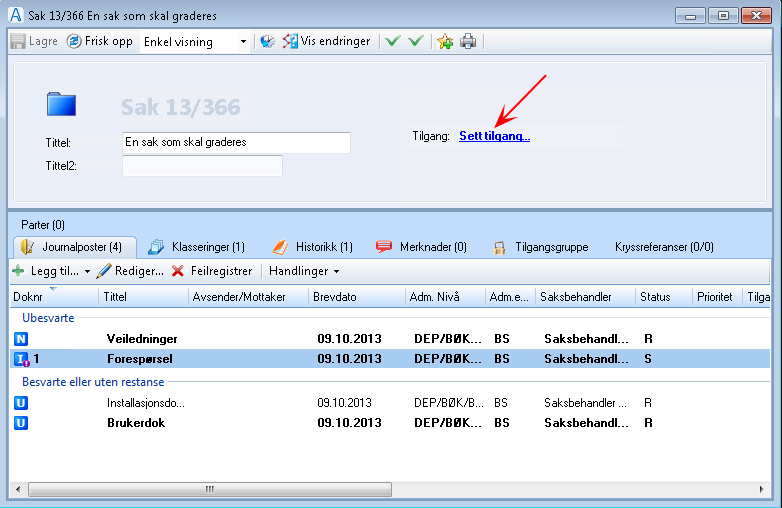 Sak 13/366 En sak som skal graderes
Lagre Frisk opp Enkel visning Vis endringer
Sak 13/366
Tittel: En sak som skal graderes
Tilgang: Sett tilgang...
Tittel2:
Parter (0)
Journalposter (4) Klasseringer (1) Historikk (1) Merknader (0) Tilgangsgruppe Kryssreferanser (0/0)
Legg til... Rediger... Feilregistrer Handlinger
Doknr Tittel Avsender/Mottaker Brevdato Adm. Nivå Adm.e... Saksbehandler Status Prioritet Tilga
Ubesvarte
N Veiledninger 09.10.2013 DEP/BØK... BS Saksbehandl... R
I 1 Forespørsel 09.10.2013 DEP/BØK... BS Saksbehandl... S
Besvarte eller uten restanse
U Installasjonsdo... 09.10.2013 DEP/BØK/B... BS Saksbehandler ... R
U Brukerdok 09.10.2013 DEP/BØK... BS Saksbehandl... R